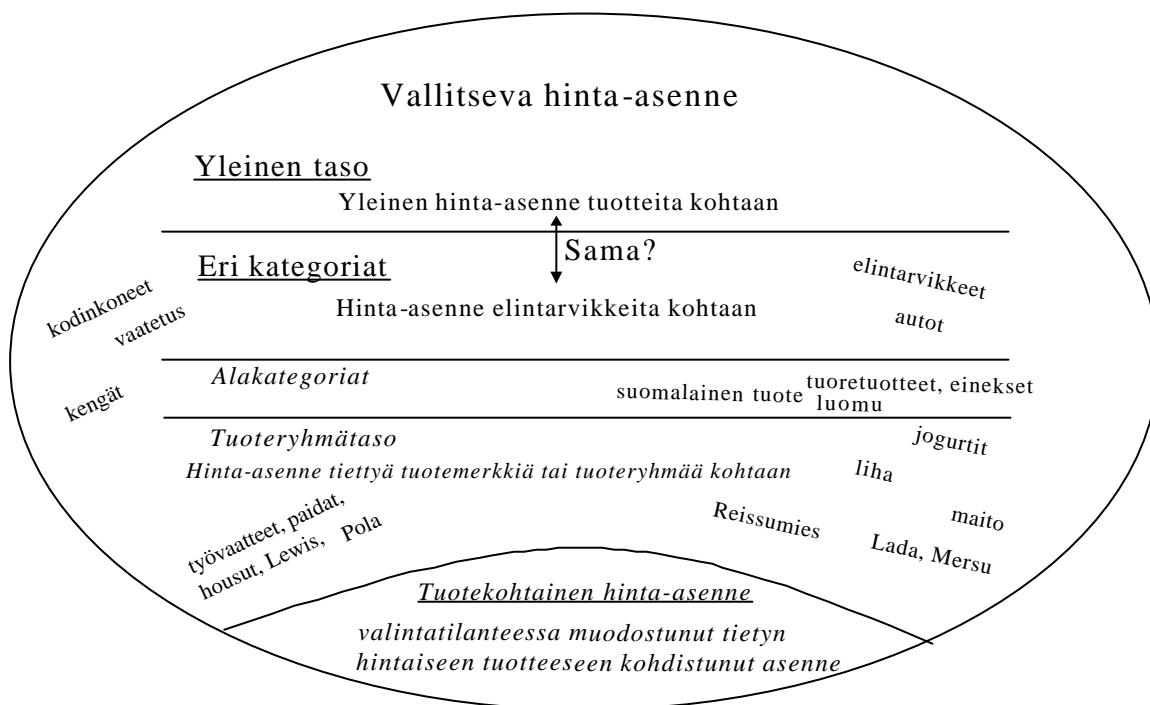 Vallitseva hinta-asenne
Yleinen taso
Yleinen hinta-asenne tuotteita kohtaan
Sama?
Eri kategoriat
elintarvikkeet
kodinkoneet
vaatetus
Hinta-asenne elintarvikkeita kohtaan
autot
Alakategoriat
kengät
suomalainen tuote
tuoretuotteet, einekset
luomu
Tuoteryhmätaso
jogurtit
Hinta-asenne tiettyä tuotemerkkiä tai tuoteryhmää kohtaan
liha
työvaatteet, paidat,
housut, Lewis, Pola
Reissumies
maito
Lada, Mersu
Tuotekohtainen hinta-asenne
valintatilanteessa muodostunut tietyn
hintaiseen tuotteeseen kohdistunut asenne